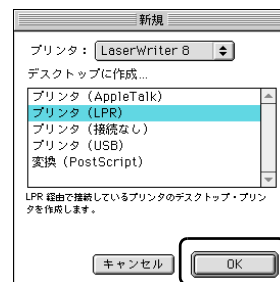 新規
プリンタ： LaserWriter 8
デスクトップに作成...
プリンタ（AppleTalk）
プリンタ（LPR）
プリンタ（接続なし）
プリンタ（USB）
変換（PostScript）
LPR 経由で接続しているプリンタのデスクトップ・プリン
タを作成します。
キャンセル OK